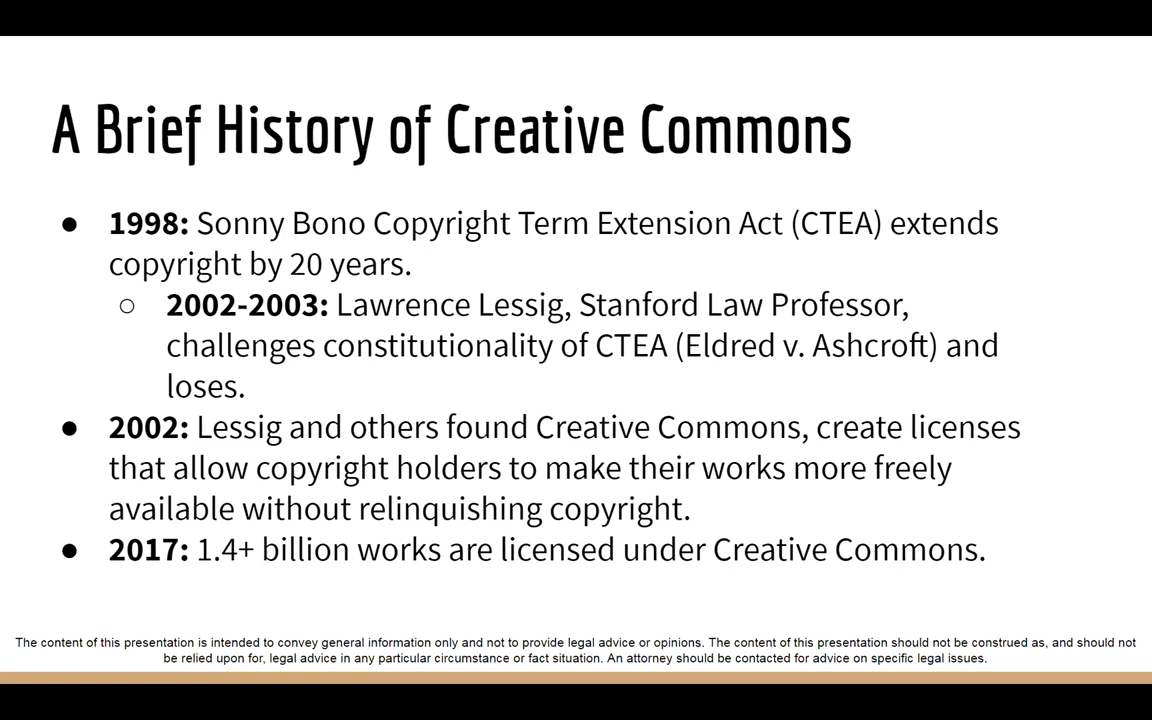 A Brief History of Creative Commons
● 1998: Sonny Bono Copyright Term Extension Act (CTEA) extends
copyright by 20 years.
○ 2002-2003: Lawrence Lessig, Stanford Law Professor,
challenges constitutionality of CTEA (Eldred v. Ashcroft) and
loses.
● 2002: Lessig and others found Creative Commons, create licenses
that allow copyright holders to make their works more freely
available without relinquishing copyright.
● 2017: 1.4+ billion works are licensed under Creative Commons.
The content of this presentation is intended to convey general information only and not to provide legal advice or opinions. The content of this presentation should not be construed as, and should not
be relied upon for, legal advice in any particular circumstance or fact situation. An attorney should be contacted for advice on specific legal issues.